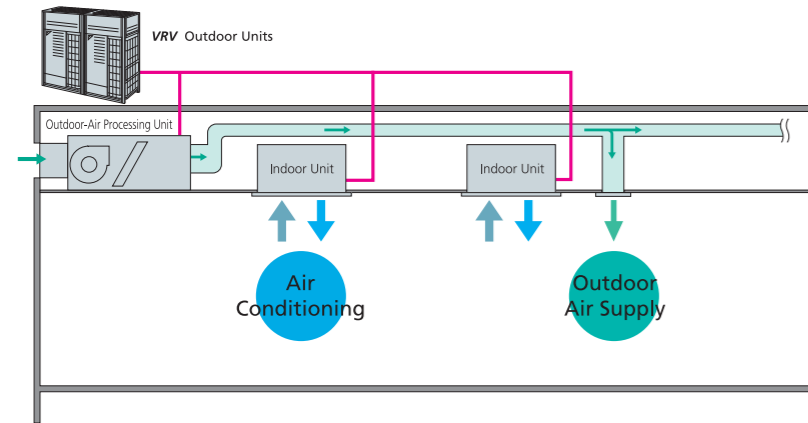 VRV Outdoor Units
Outdoor-Air Processing Unit
Indoor Unit
Indoor Unit
Air
Conditioning
Outdoor
Air Supply